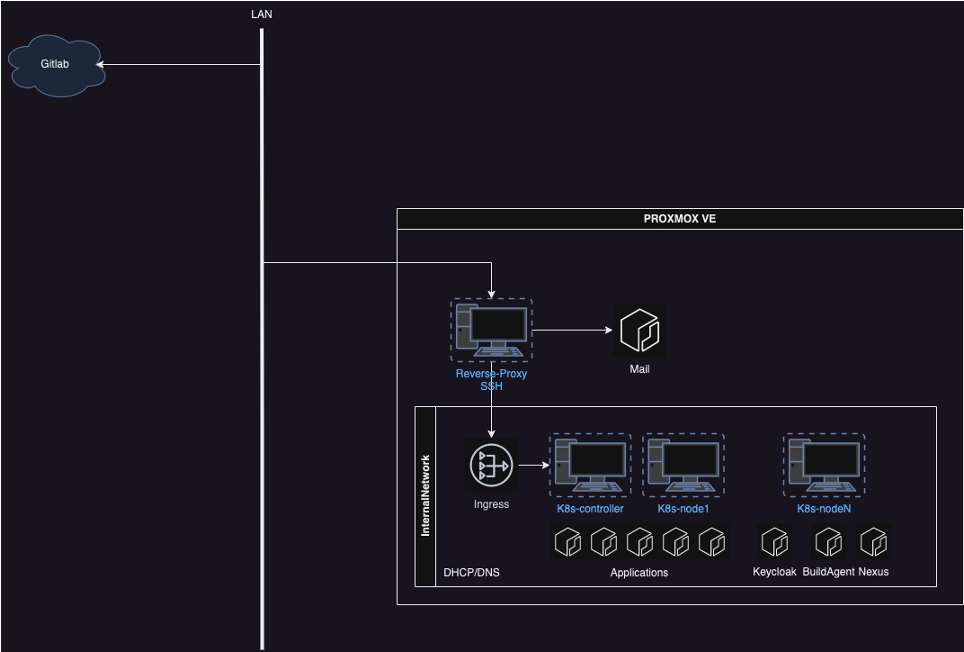 LAN
Gitlab
PROXMOX VE
Reverse-Proxy
SSH
Mail
InternalNetwork
Ingress
K8s-controller
K8s-node1
K8s-nodeN
DHCP/DNS
Applications
Keycloak
BuildAgent
Nexus